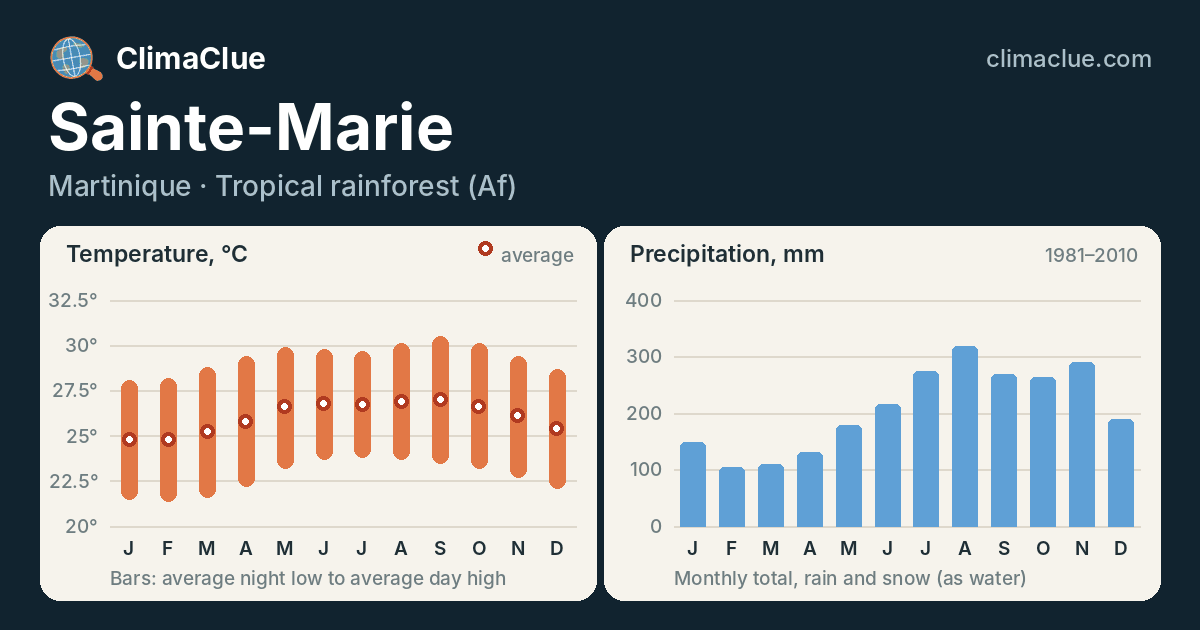 ClimaClue
climaclue.com
Sainte-Marie
Martinique · Tropical rainforest (Af)
Temperature, °C
average
32.5°
30°
27.5°
25°
22.5°
20°
J F M A M J J A S O N D
Bars: average night low to average day high
Precipitation, mm
1981–2010
400
300
200
100
0
J F M A M J J A S O N D
Monthly total, rain and snow (as water)